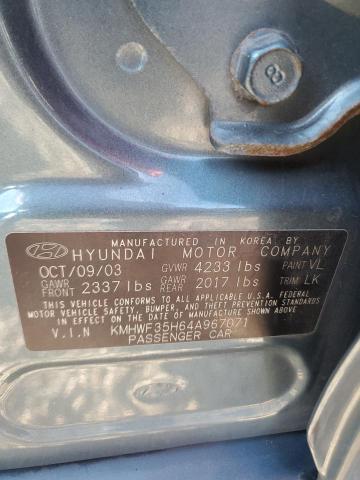 8
MANUFACTURED IN KOREA BY
HYUNDAI MOTOR COMPANY
OCT/09/03 GVWR 4233 lbs PAINT VL
GAWR FRONT 2337 lbs GAWR REAR 2017 lbs TRIM LK
THIS VEHICLE CONFORMS TO ALL APPLICABLE U.S.A. FEDERAL
MOTOR VEHICLE SAFETY, BUMPER, AND THEFT PREVENTION
STANDARDS IN EFFECT ON THE DATE OF MANUFACTURE SHOWN ABOVE.
V.I.N KMHWF35H64A967071
PASSENGER CAR